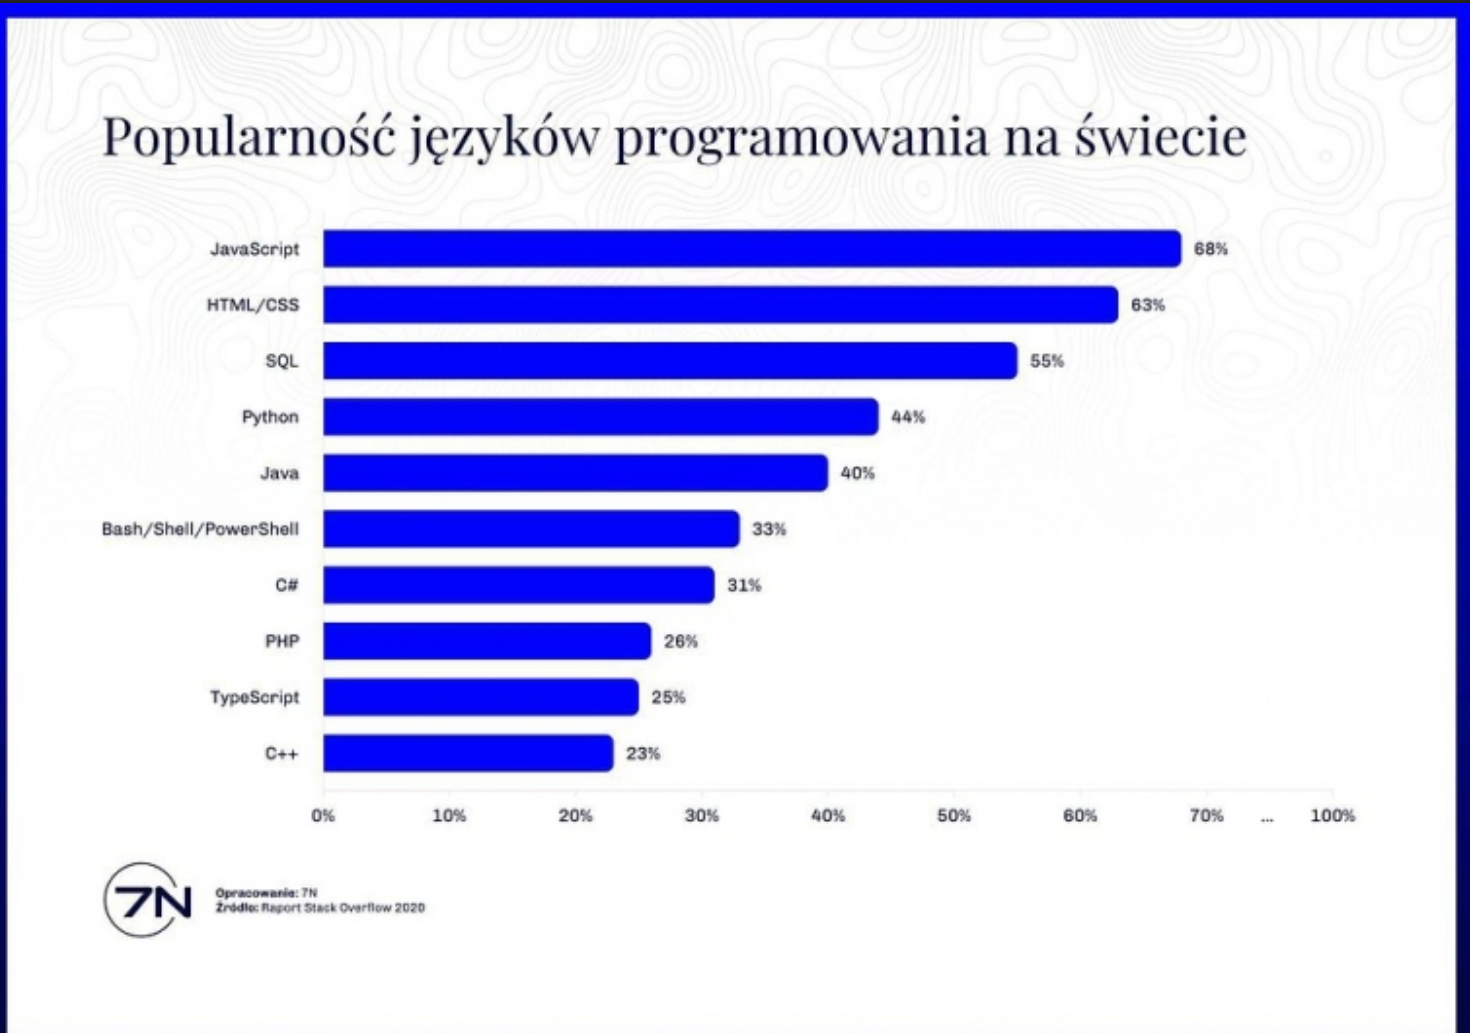 Popularność języków programowania na świecie
JavaScript 68%
HTML/CSS 63%
SQL 55%
Python 44%
Java 40%
Bash/Shell/PowerShell 33%
C# 31%
PHP 26%
TypeScript 25%
C++ 23%
0% 10% 20% 30% 40% 50% 60% 70% ... 100%
7N
Opracowanie: 7N
Źródło: Raport Stack Overflow 2020